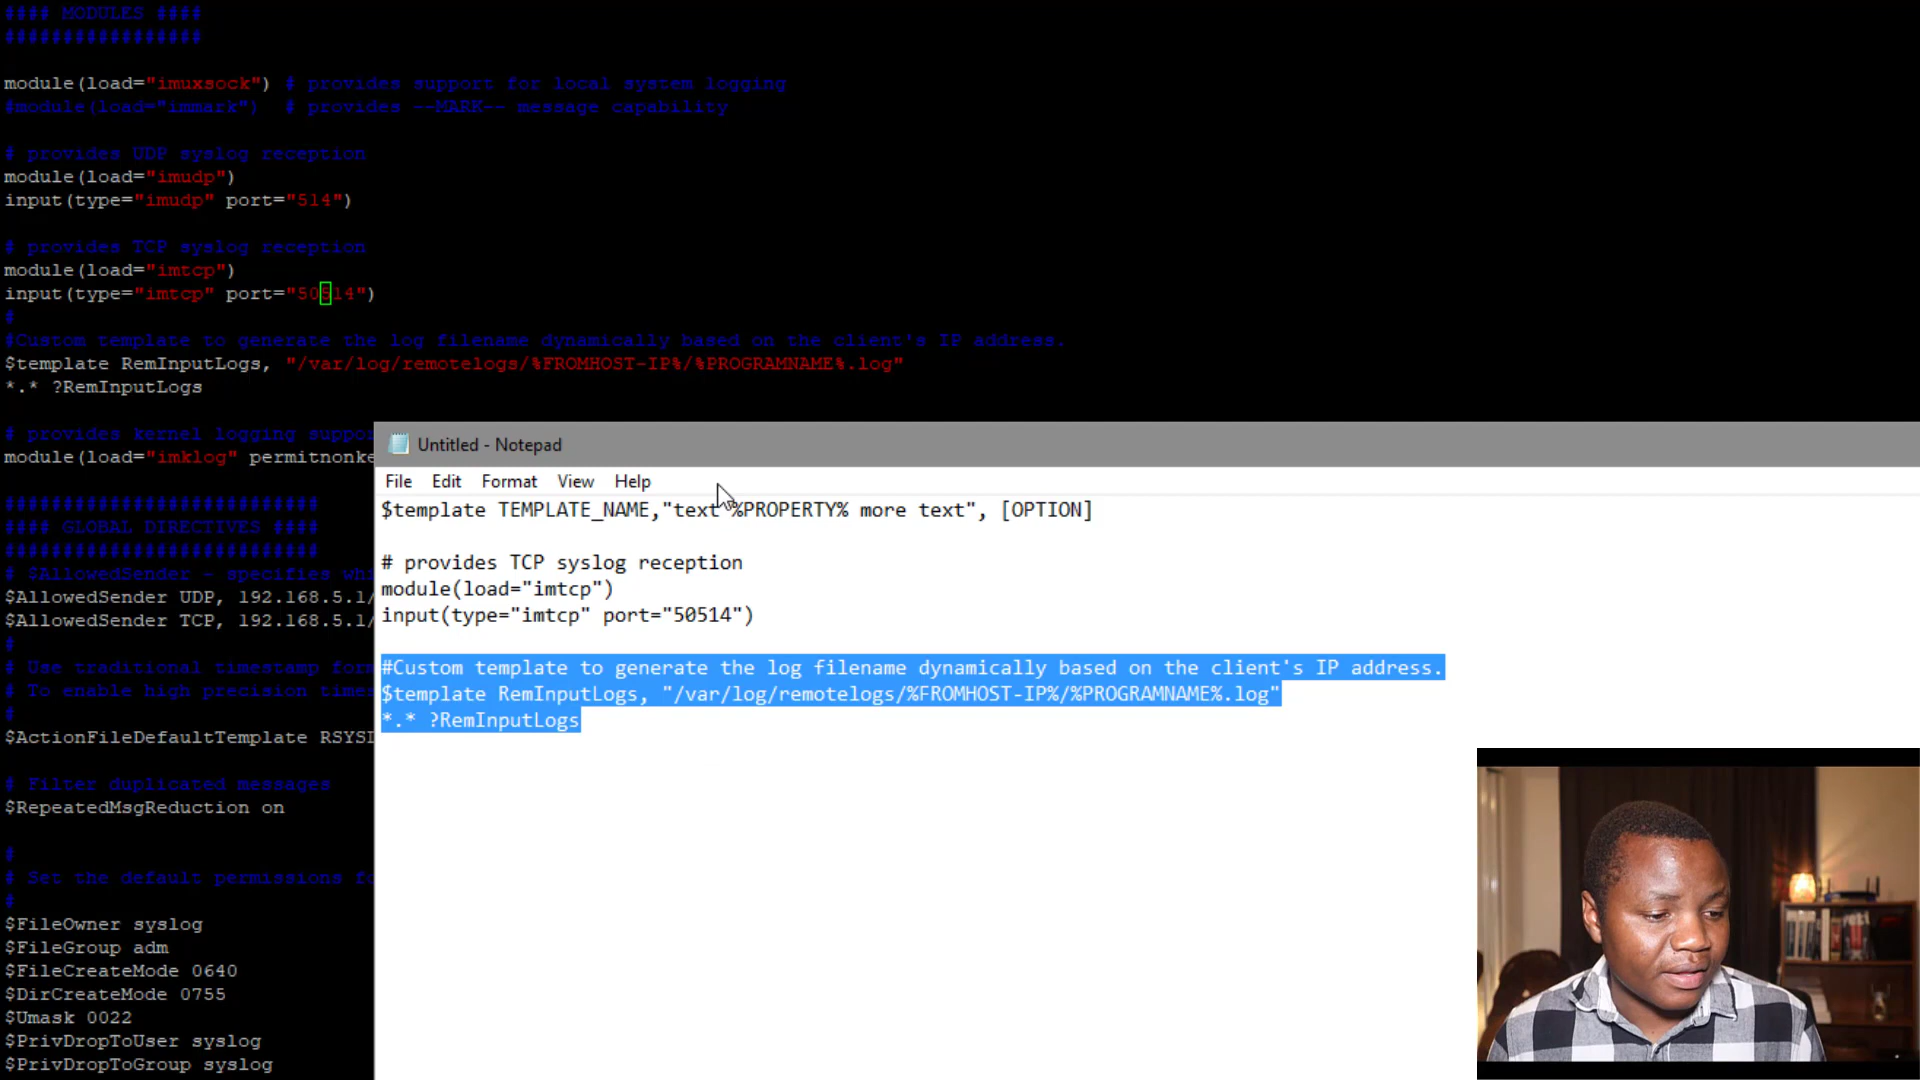 #### MODULES ####
#################
module(load="imuxsock") # provides support for local system logging
#module(load="immark")  # provides --MARK-- message capability
# provides UDP syslog reception
module(load="imudp")
input(type="imudp" port="514")
# provides TCP syslog reception
module(load="imtcp")
input(type="imtcp" port="50514")
#
#Custom template to generate the log filename dynamically based on the client's IP address.
$template RemInputLogs, "/var/log/remotelogs/%FROMHOST-IP%/%PROGRAMNAME%.log"
*.* ?RemInputLogs
# provides kernel logging suppor
module(load="imklog" permitnonke
###########################
#### GLOBAL DIRECTIVES ####
###########################
# $AllowedSender - specifies whi
$AllowedSender UDP, 192.168.5.1/
$AllowedSender TCP, 192.168.5.1/
#
# Use traditional timestamp form
# To enable high precision times
#
$ActionFileDefaultTemplate RSYSL
# Filter duplicated messages
$RepeatedMsgReduction on
#
# Set the default permissions fo
#
$FileOwner syslog
$FileGroup adm
$FileCreateMode 0640
$DirCreateMode 0755
$Umask 0022
$PrivDropToUser syslog
$PrivDropToGroup syslog
Untitled - Notepad
File Edit Format View Help
$template TEMPLATE_NAME,"text %PROPERTY% more text", [OPTION]
# provides TCP syslog reception
module(load="imtcp")
input(type="imtcp" port="50514")
#Custom template to generate the log filename dynamically based on the client's IP address.
$template RemInputLogs, "/var/log/remotelogs/%FROMHOST-IP%/%PROGRAMNAME%.log"
*.* ?RemInputLogs